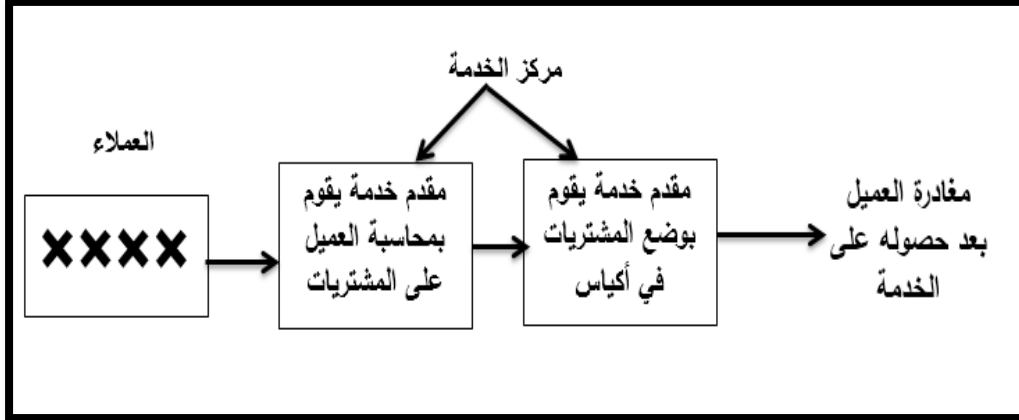 مركز الخدمة
العملاء
××××
مقدم خدمة يقوم
بمحاسبة العميل
على المشتريات
مقدم خدمة يقوم
بوضع المشتريات
في أكياس
مغادرة العميل
بعد حصوله على
الخدمة